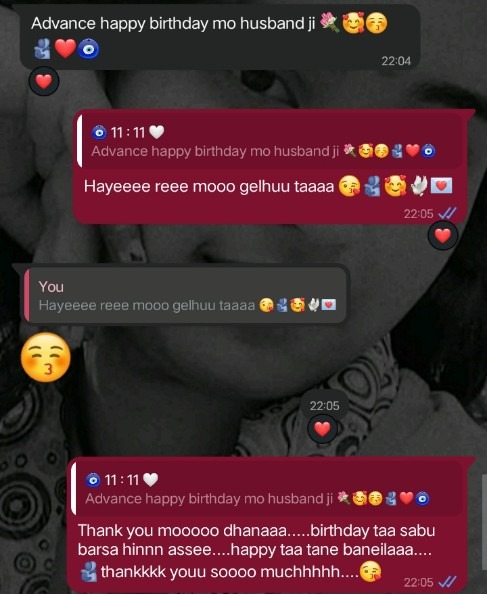 Advance happy birthday mo husband ji 💐🥰😚
🫂❤️🧿
22:04
🧿 11 : 11 🤍
Advance happy birthday mo husband ji 💐🥰😚🫂❤️🧿
Hayeeee reee mooo gelhuu taaaa 😘🫂🥰🕊️💌
22:05
You
Hayeeee reee mooo gelhuu taaaa 😘🫂🥰🕊️💌
😚
22:05
🧿 11 : 11 🤍
Advance happy birthday mo husband ji 💐🥰😚🫂❤️🧿
Thank you mooooo dhanaaa.....birthday taa sabu
barsa hinnn assee....happy taa tane baneilaaa....
🫂thankkkk youu soooo muchhhhh....😘
22:05